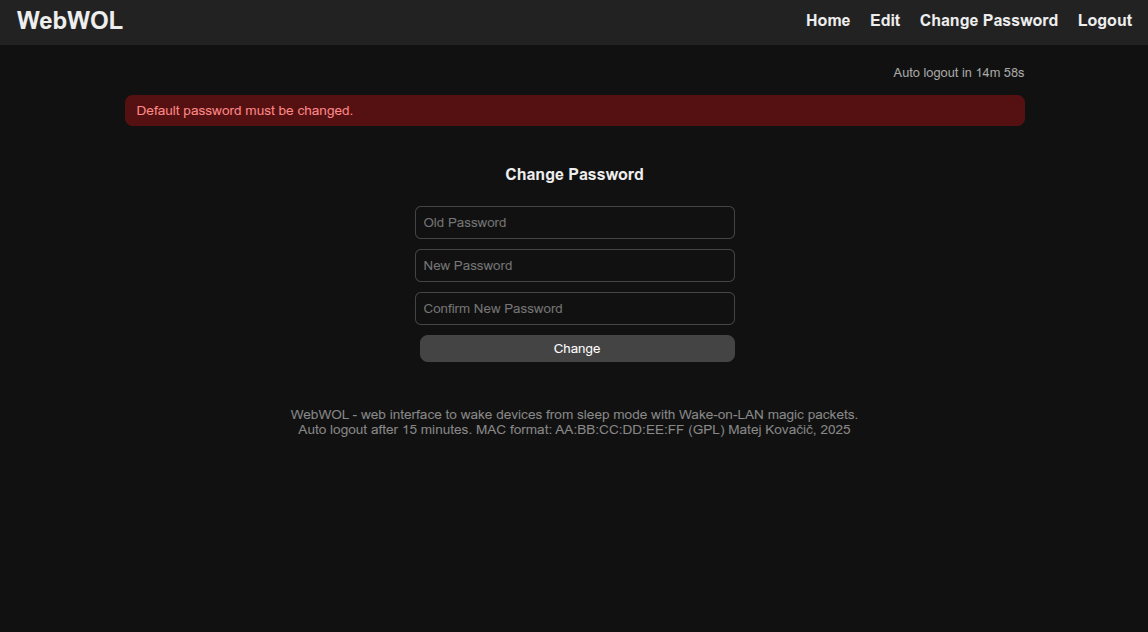 WebWOL
Home Edit Change Password Logout
Auto logout in 14m 58s
Default password must be changed.
Change Password
Old Password
New Password
Confirm New Password
Change
WebWOL - web interface to wake devices from sleep mode with Wake-on-LAN magic packets.
Auto logout after 15 minutes. MAC format: AA:BB:CC:DD:EE:FF (GPL) Matej Kovačič, 2025